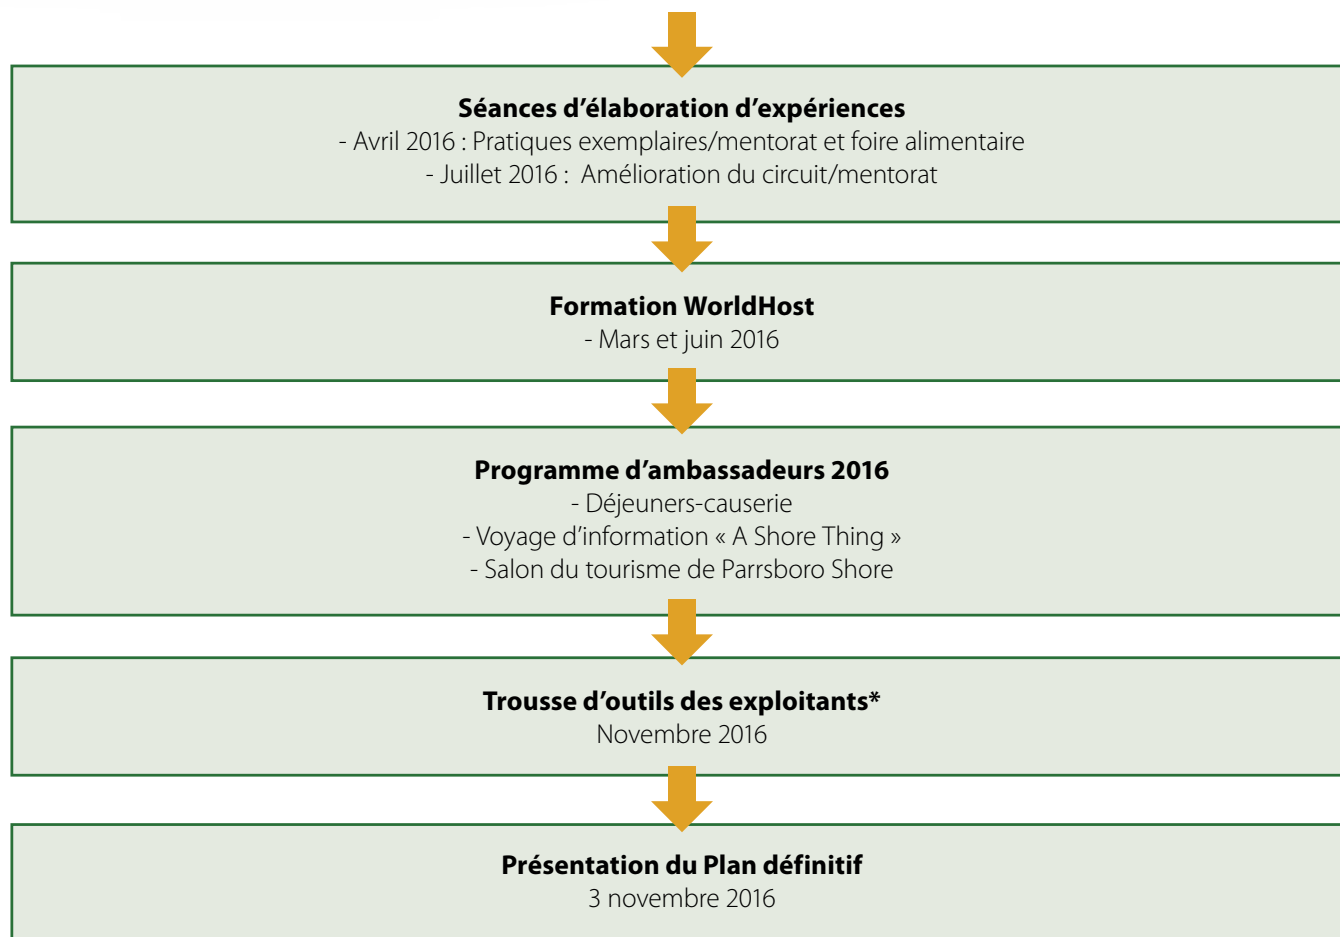 Séances d’élaboration d’expériences
- Avril 2016 : Pratiques exemplaires/mentorat et foire alimentaire
- Juillet 2016 : Amélioration du circuit/mentorat
Formation WorldHost
- Mars et juin 2016
Programme d’ambassadeurs 2016
- Déjeuners-causerie
- Voyage d’information « A Shore Thing »
- Salon du tourisme de Parrsboro Shore
Trousse d’outils des exploitants*
Novembre 2016
Présentation du Plan définitif
3 novembre 2016